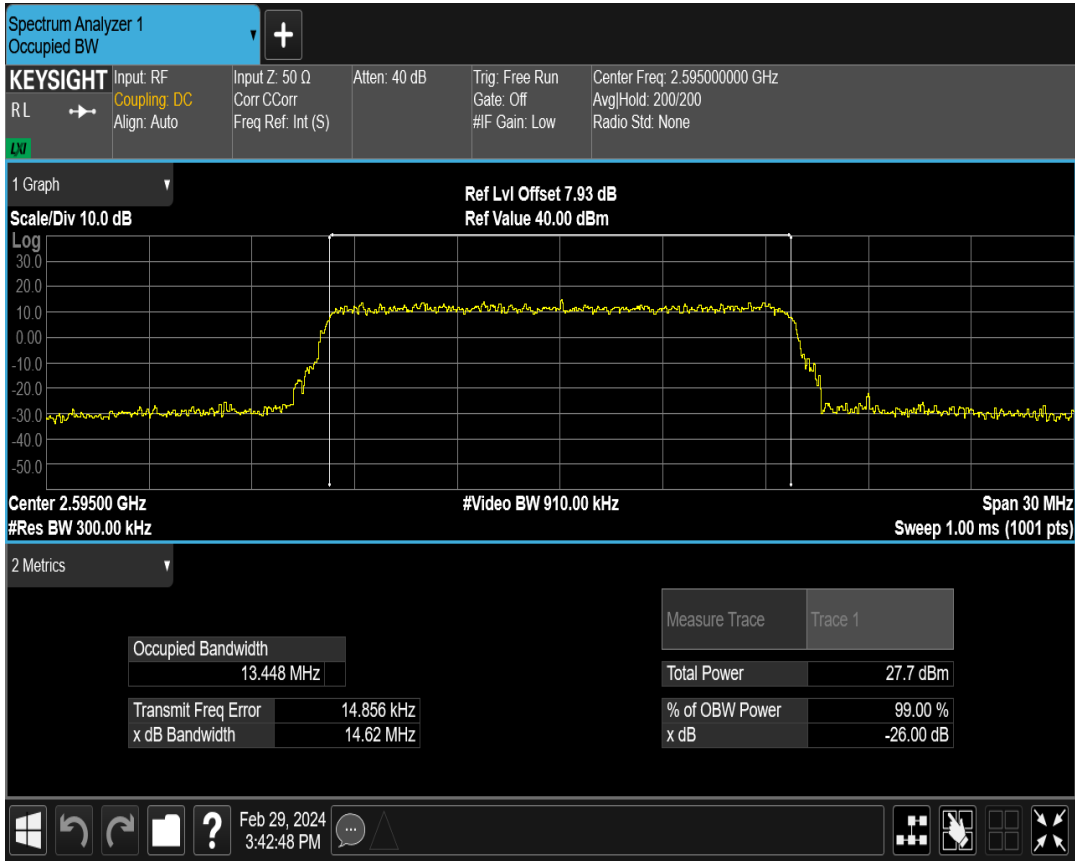 Spectrum Analyzer 1
Occupied BW
+
KEYSIGHT
RL
LXI
Input: RF
Coupling: DC
Align: Auto
Input Z: 50 Ω
Corr CCorr
Freq Ref: Int (S)
Atten: 40 dB
Trig: Free Run
Gate: Off
#IF Gain: Low
Center Freq: 2.595000000 GHz
Avg|Hold: 200/200
Radio Std: None
1 Graph
Scale/Div 10.0 dB
Ref Lvl Offset 7.93 dB
Ref Value 40.00 dBm
Log
30.0
20.0
10.0
0.00
-10.0
-20.0
-30.0
-40.0
-50.0
Center 2.59500 GHz
#Video BW 910.00 kHz
Span 30 MHz
#Res BW 300.00 kHz
Sweep 1.00 ms (1001 pts)
2 Metrics
Measure Trace Trace 1
Occupied Bandwidth
13.448 MHz
Total Power 27.7 dBm
Transmit Freq Error 14.856 kHz
% of OBW Power 99.00 %
x dB Bandwidth 14.62 MHz
x dB -26.00 dB
?
Feb 29, 2024
3:42:48 PM